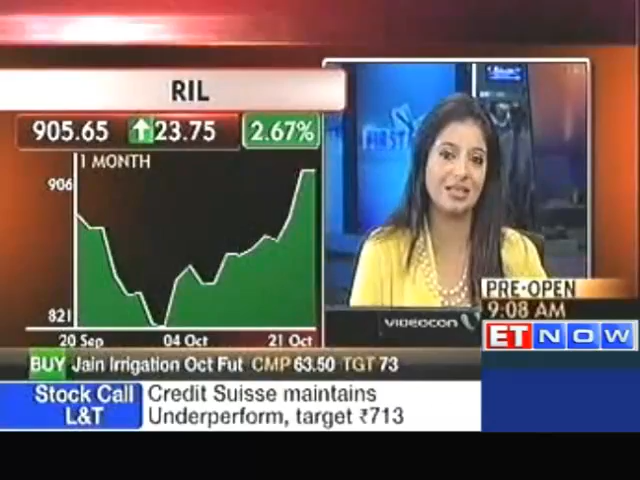 RIL
905.65 23.75 2.67%
1 MONTH
906
821
20 Sep 04 Oct 21 Oct
FIRST
PRE-OPEN
9:08 AM
VIDEOCON
ET NOW
BUY Jain Irrigation Oct Fut CMP 63.50 TGT 73
Stock Call
L&T
Credit Suisse maintains
Underperform, target ₹713